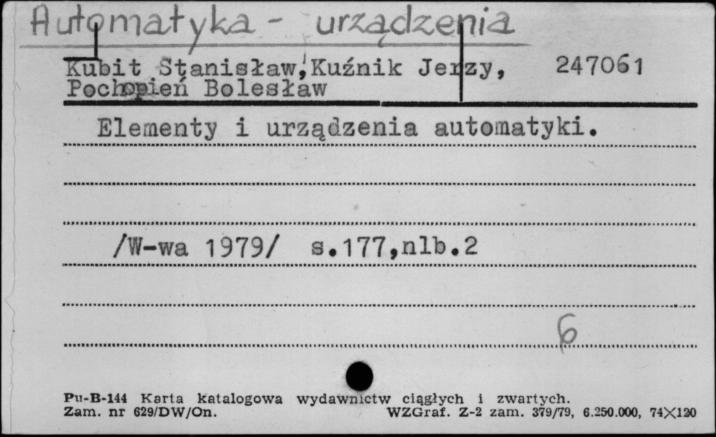 Automatyka - urządzenia
Kubit Stanisław, Kuźnik Jerzy, 247061
Pochopień Bolesław
Elementy i urządzenia automatyki.
/W-wa 1979/ s.177,nlb.2
6
Pu-B-144 Karta katalogowa wydawnictw ciągłych i zwartych.
Zam. nr 629/DW/On. WZGraf. Z-2 zam. 379/79, 6.250.000, 74×120